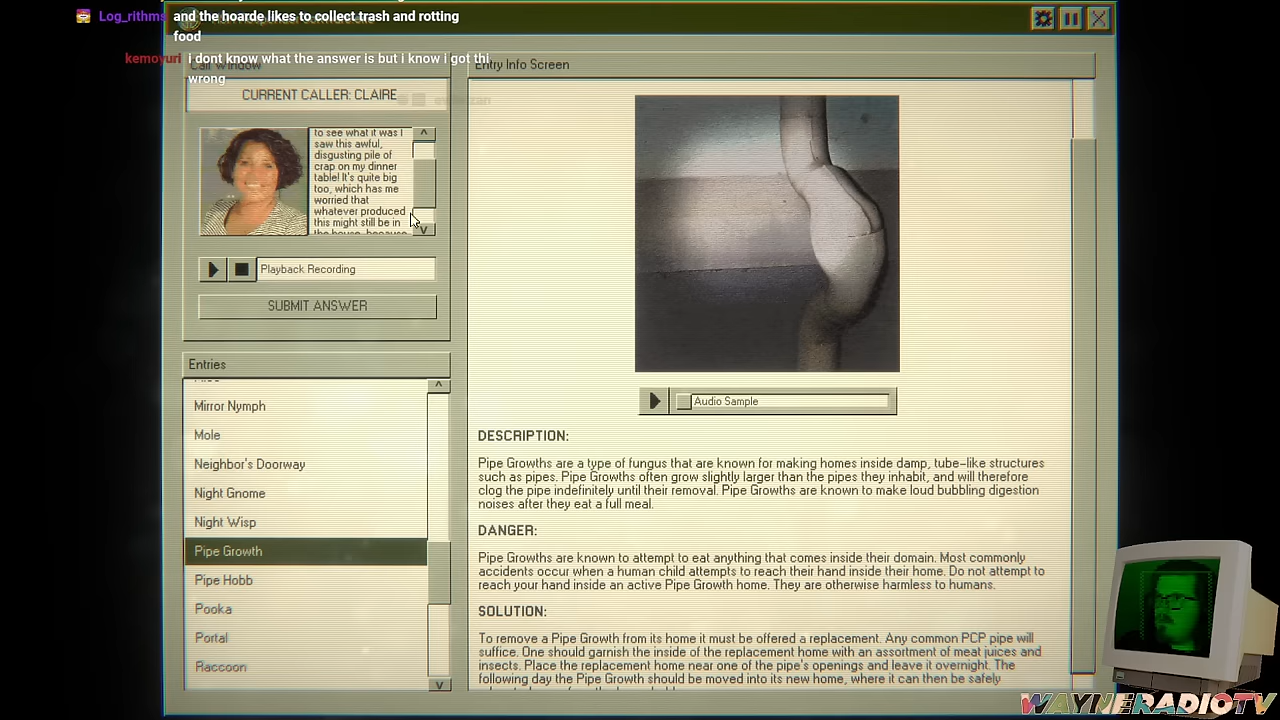 Log_rithms and the hoarde likes to collect trash and rotting
food
kemoyuri i dont know what the answer is but i know i got thi
wrong
Call Window
CURRENT CALLER: CLAIRE
to see what it was I
saw this awful,
disgusting pile of
crap on my dinner
table! It's quite big
too, which has me
worried that
whatever produced
this might still be in
the house, because
Playback Recording
SUBMIT ANSWER
Entries
Mirror Nymph
Mole
Neighbor's Doorway
Night Gnome
Night Wisp
Pipe Growth
Pipe Hobb
Pooka
Portal
Raccoon
Entry Info Screen
Audio Sample
DESCRIPTION:
Pipe Growths are a type of fungus that are known for making homes inside damp, tube-like structures
such as pipes. Pipe Growths often grow slightly larger than the pipes they inhabit, and will therefore
clog the pipe indefinitely until their removal. Pipe Growths are known to make loud bubbling digestion
noises after they eat a full meal.
DANGER:
Pipe Growths are known to attempt to eat anything that comes inside their domain. Most commonly
accidents occur when a human child attempts to reach their hand inside their home. Do not attempt to
reach your hand inside an active Pipe Growth home. They are otherwise harmless to humans.
SOLUTION:
To remove a Pipe Growth from its home it must be offered a replacement. Any common PCP pipe will
suffice. One should garnish the inside of the replacement home with an assortment of meat juices and
insects. Place the replacement home near one of the pipe's openings and leave it overnight. The
following day the Pipe Growth should be moved into its new home, where it can then be safely
WAYNERADIOTV